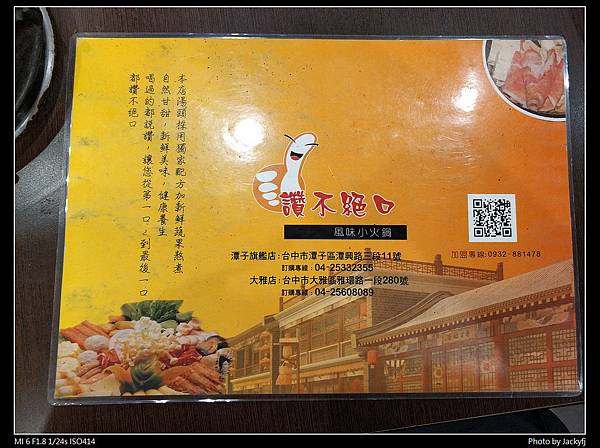 本店湯頭採用獨家配方加新鮮蔬果熬煮
自然甘甜，新鮮美味，健康養生
喝過的都說讚，讓您從第一口，到最後一口
都讚不絕口
讚不絕口
風味小火鍋
潭子旗艦店：台中市潭子區潭興路三段11號
訂購專線：04-25332355
大雅店：台中市大雅區雅環路一段280號
訂購專線：04-25608089
加盟專線：0932-881478
MI 6 F1.8 1/24s ISO414
Photo by Jackyfj